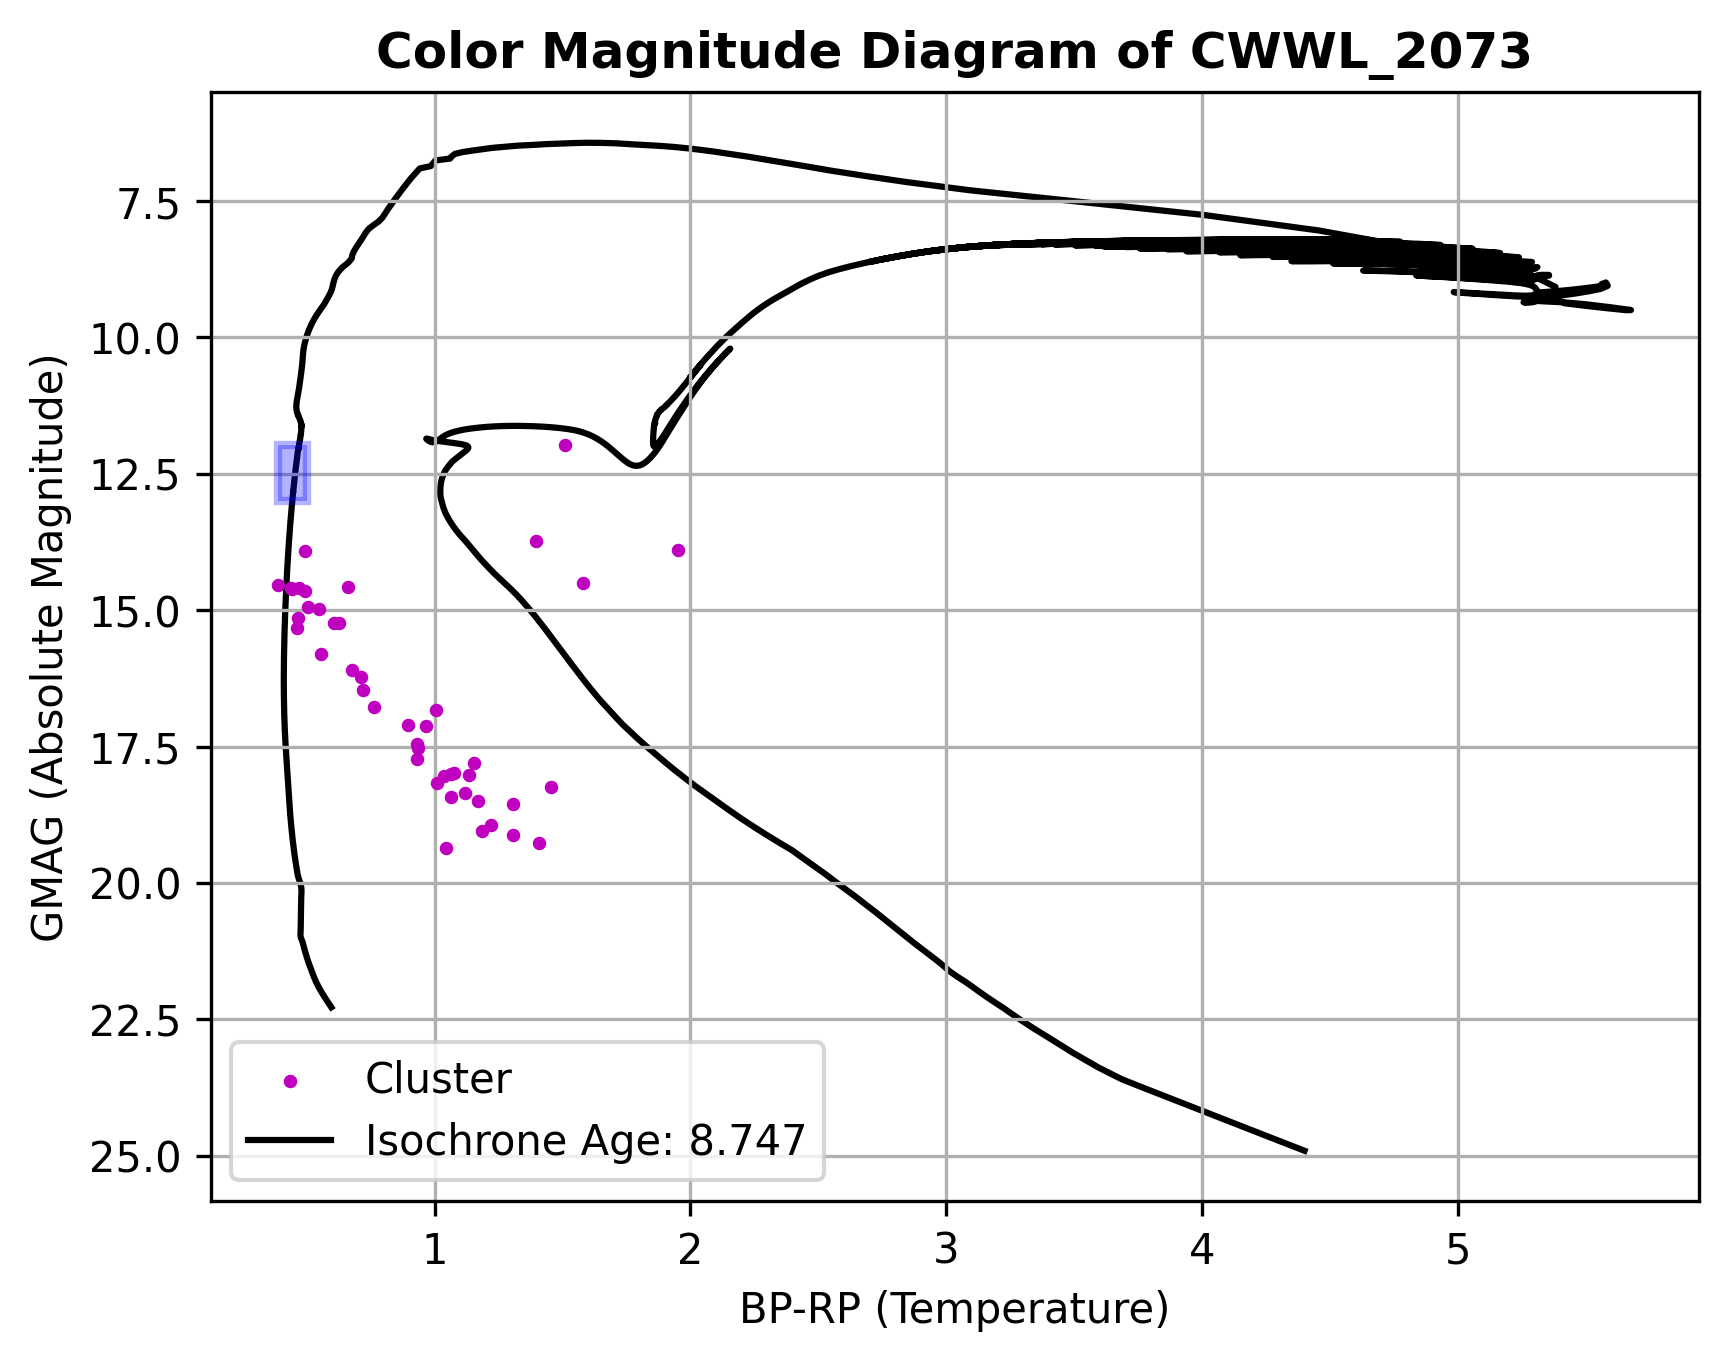 Color Magnitude Diagram of CWWL_2073
GMAG (Absolute Magnitude)
7.5
10.0
12.5
15.0
17.5
20.0
22.5
25.0
Cluster
Isochrone Age: 8.747
1 2 3 4 5
BP-RP (Temperature)